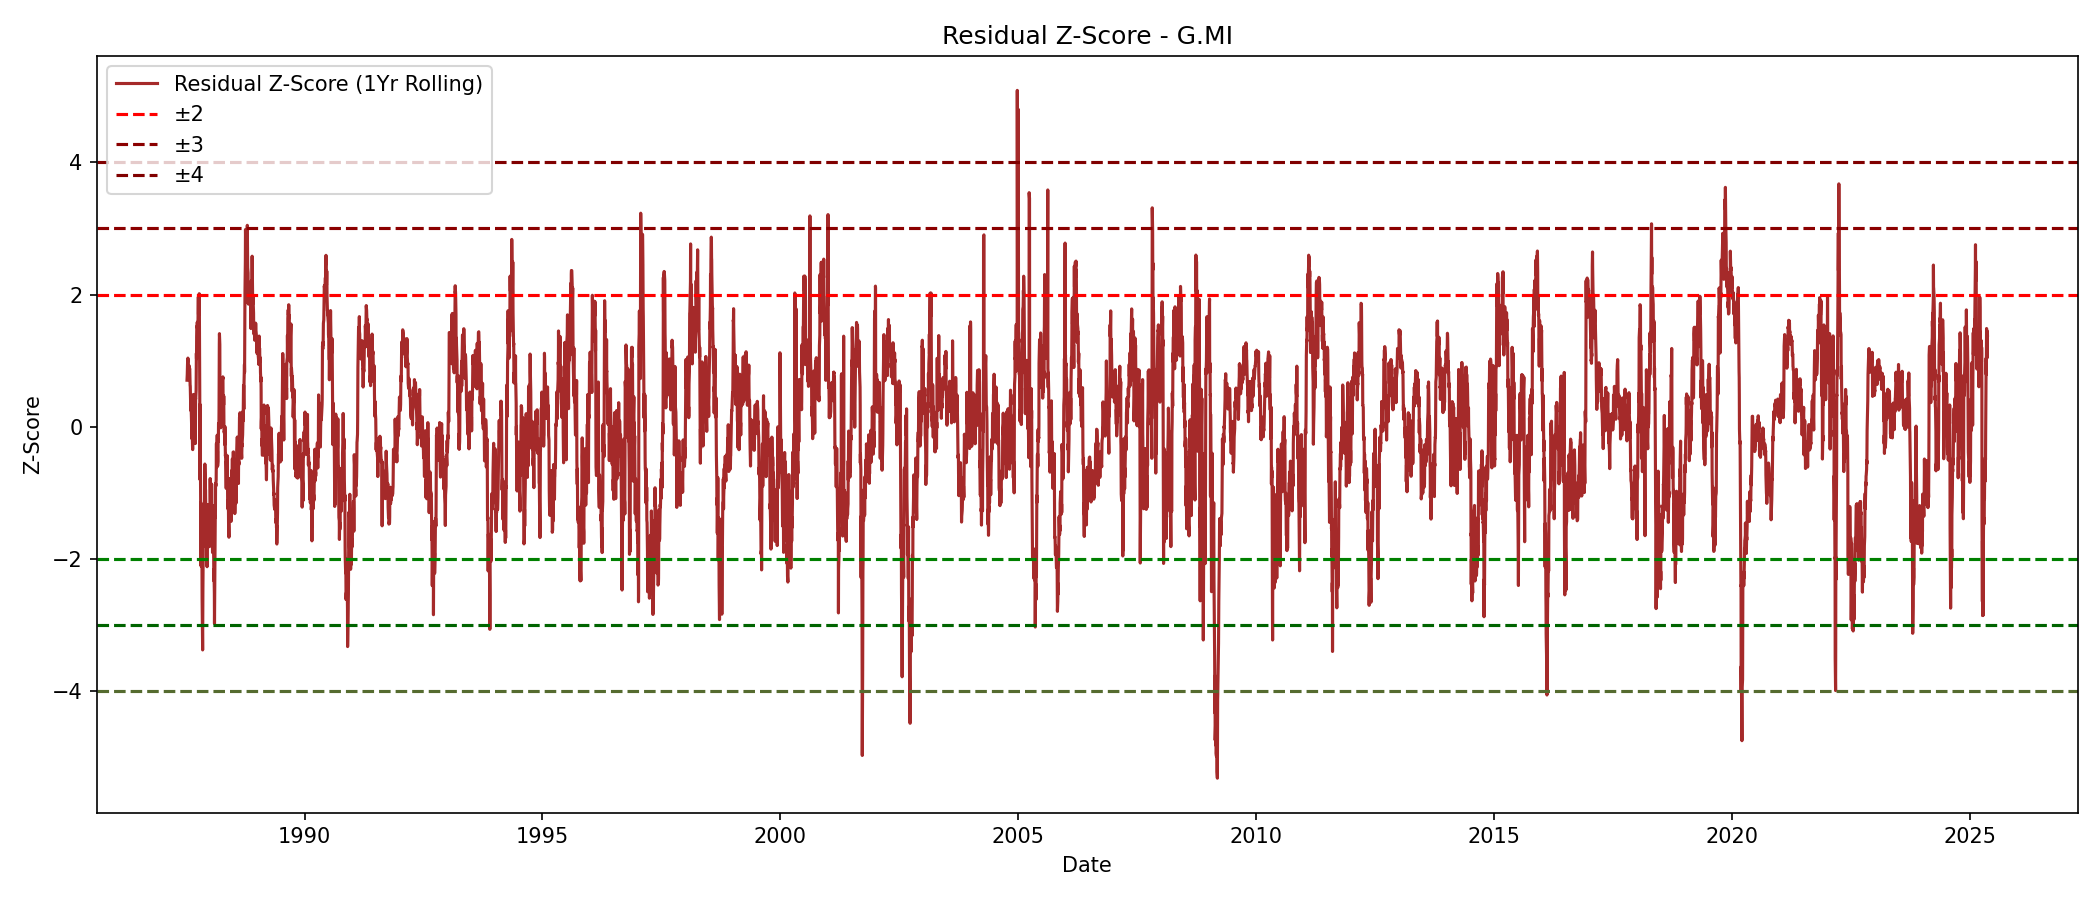 Residual Z-Score - G.MI
Residual Z-Score (1Yr Rolling)
±2
±3
±4
4
2
0
−2
−4
Z-Score
1990 1995 2000 2005 2010 2015 2020 2025
Date